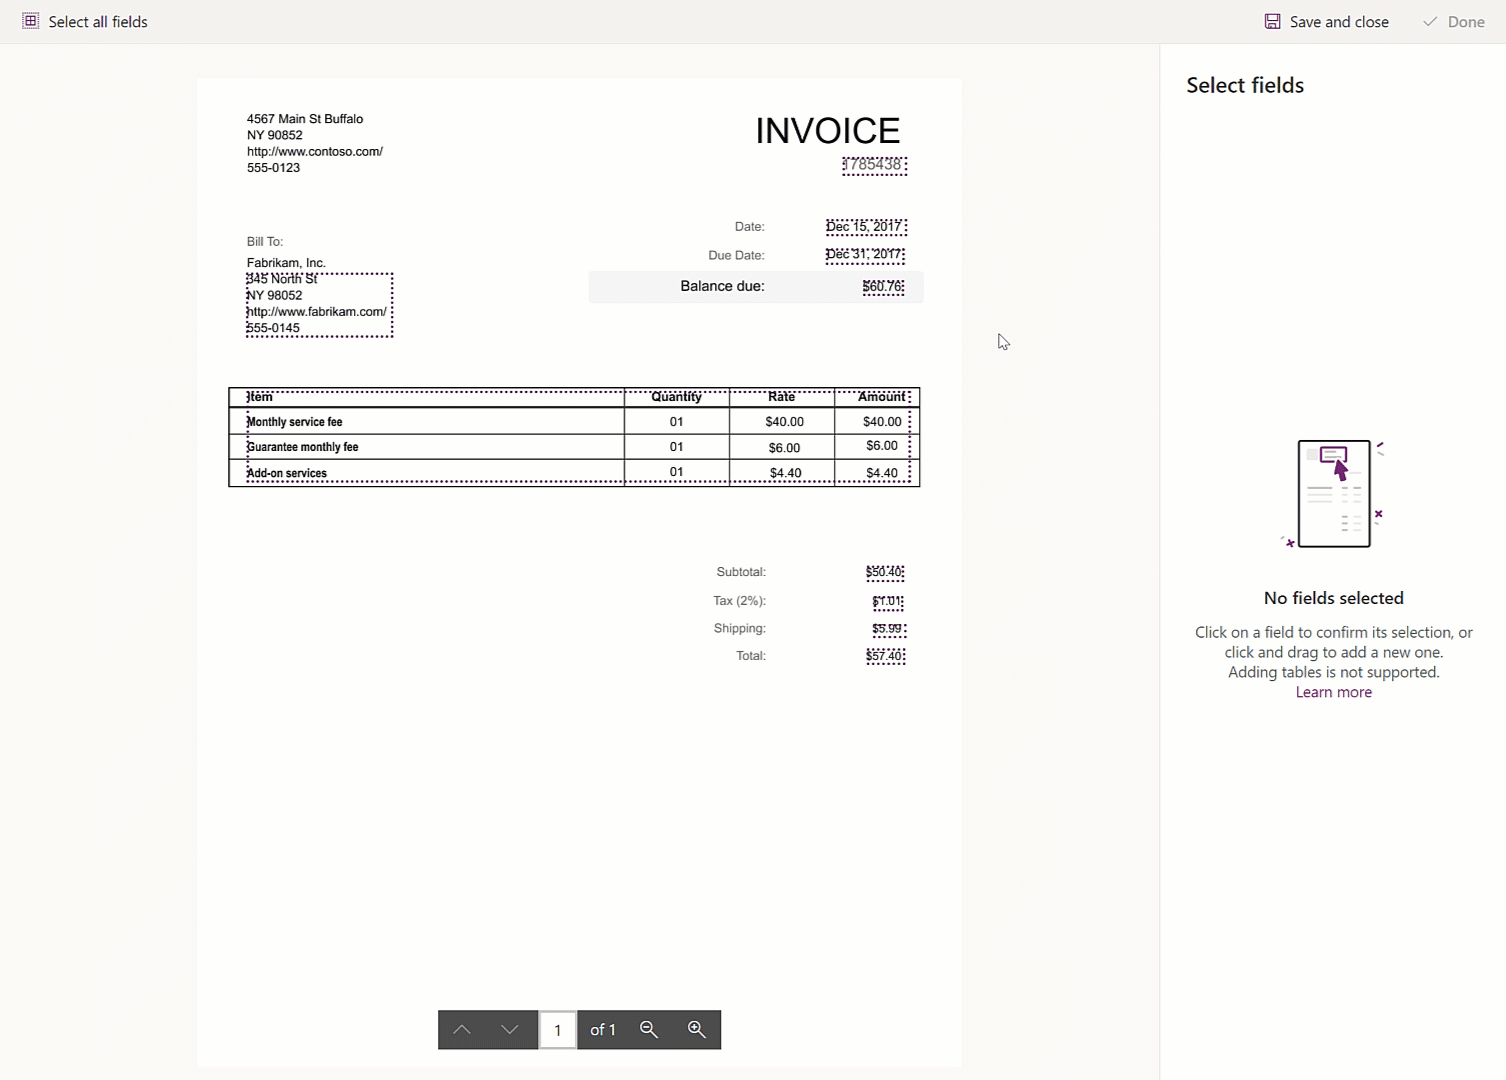 Select all fields
Save and close
Done
4567 Main St Buffalo
NY 90852
http://www.contoso.com/
555-0123
INVOICE
1785438
Date: Dec 15, 2017
Due Date: Dec 31, 2017
Balance due: $60.76
Bill To:
Fabrikam, Inc.
345 North St
NY 98052
http://www.fabrikam.com/
555-0145
Item Quantity Rate Amount
Monthly service fee 01 $40.00 $40.00
Guarantee monthly fee 01 $6.00 $6.00
Add-on services 01 $4.40 $4.40
Subtotal: $50.40
Tax (2%): $1.01
Shipping: $5.99
Total: $57.40
1 of 1
Select fields
No fields selected
Click on a field to confirm its selection, or
click and drag to add a new one.
Adding tables is not supported.
Learn more